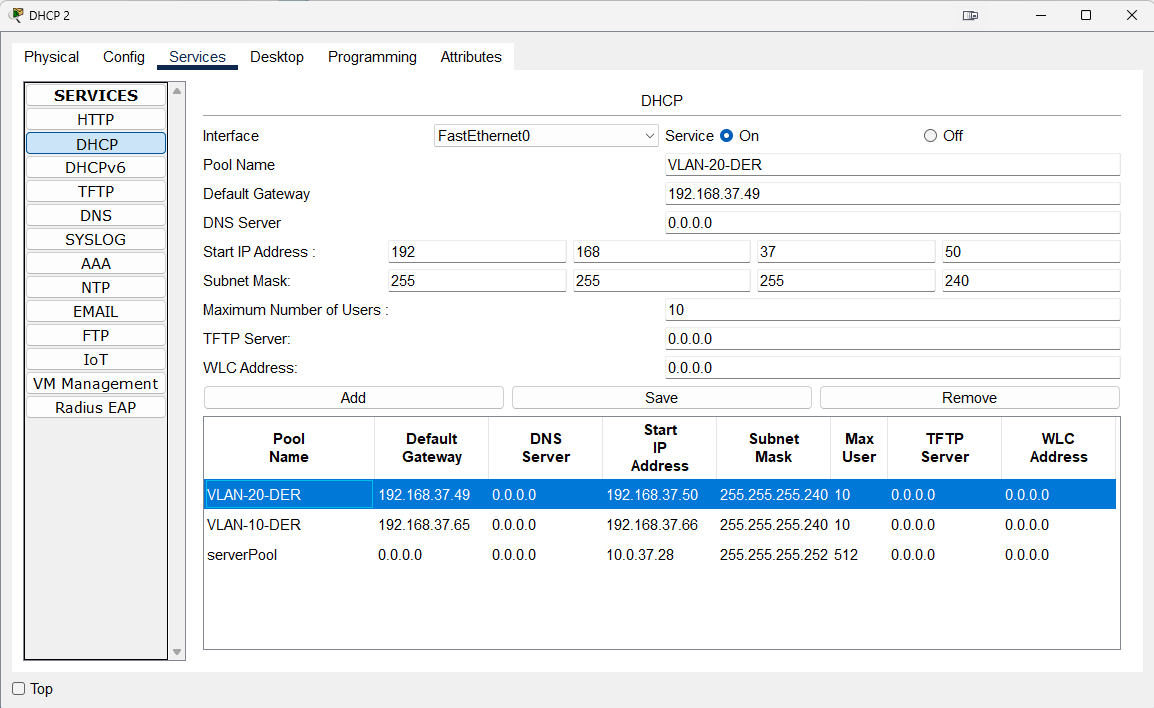 DHCP 2
Physical Config Services Desktop Programming Attributes
SERVICES
HTTP
DHCP
DHCPv6
TFTP
DNS
SYSLOG
AAA
NTP
EMAIL
FTP
IoT
VM Management
Radius EAP
DHCP
Interface FastEthernet0 Service On Off
Pool Name VLAN-20-DER
Default Gateway 192.168.37.49
DNS Server 0.0.0.0
Start IP Address : 192 168 37 50
Subnet Mask: 255 255 255 240
Maximum Number of Users : 10
TFTP Server: 0.0.0.0
WLC Address: 0.0.0.0
Add Save Remove
Pool Name Default Gateway DNS Server Start IP Address Subnet Mask Max User TFTP Server WLC Address
VLAN-20-DER 192.168.37.49 0.0.0.0 192.168.37.50 255.255.255.240 10 0.0.0.0 0.0.0.0
VLAN-10-DER 192.168.37.65 0.0.0.0 192.168.37.66 255.255.255.240 10 0.0.0.0 0.0.0.0
serverPool 0.0.0.0 0.0.0.0 10.0.37.28 255.255.255.252 512 0.0.0.0 0.0.0.0
Top